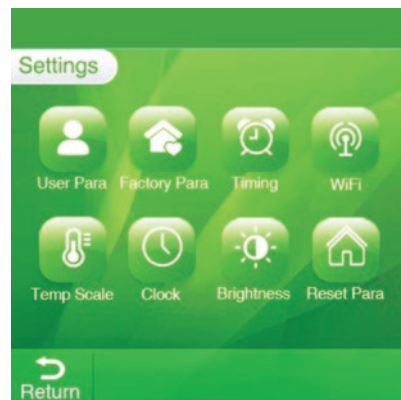 Settings
User Para Factory Para Timing WiFi
Temp Scale Clock Brightness Reset Para
Return